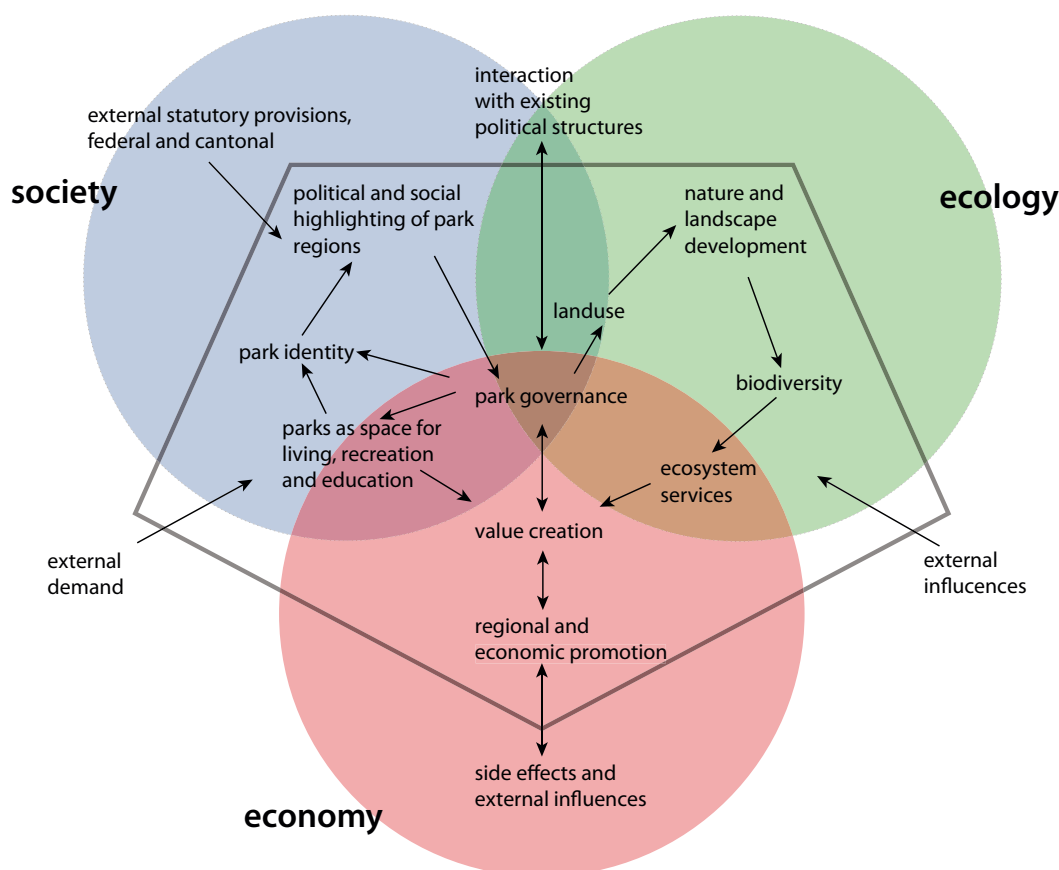 interaction
with existing
political structures
external statutory provisions,
federal and cantonal
society
ecology
political and social
highlighting of park
regions
nature and
landscape
development
landuse
park identity
biodiversity
park governance
parks as space for
living, recreation
and education
ecosystem
services
value creation
external
demand
external
influcences
regional and
economic promotion
side effects and
external influences
economy